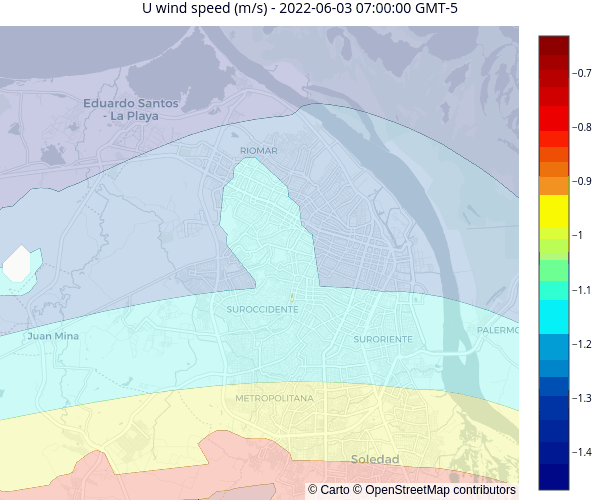 U wind speed (m/s) - 2022-06-03 07:00:00 GMT-5
Eduardo Santos
- La Playa
RIOMAR
SUROCCIDENTE
Juan Mina
SURORIENTE
PALERMO
METROPOLITANA
Soledad
© Carto © OpenStreetMap contributors
−0.7
−0.8
−0.9
−1
−1.1
−1.2
−1.3
−1.4